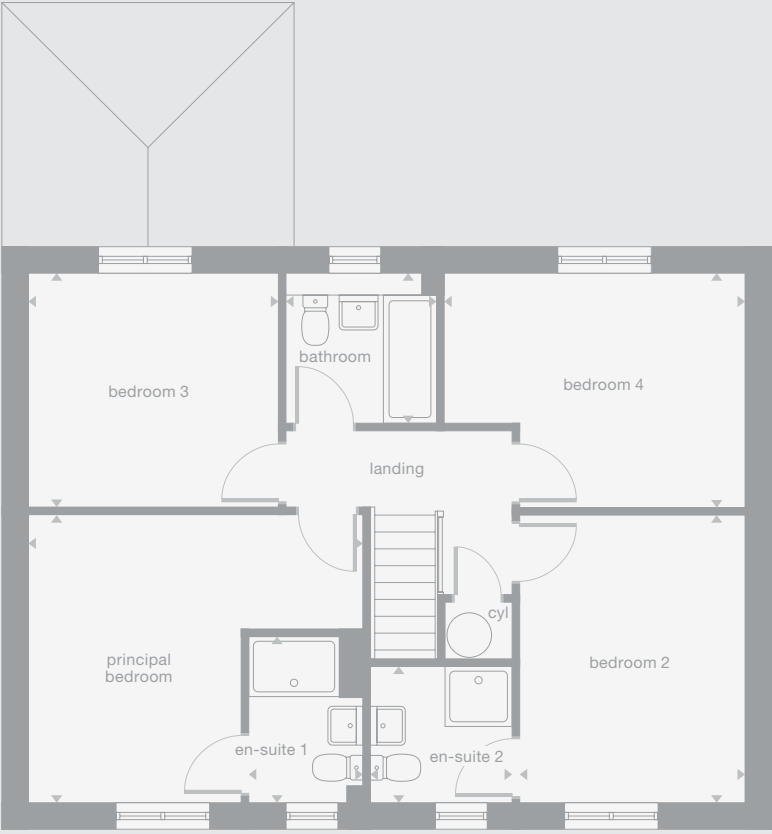 bathroom
bedroom 3
bedroom 4
landing
cyl
principal
bedroom
bedroom 2
en-suite 1
en-suite 2